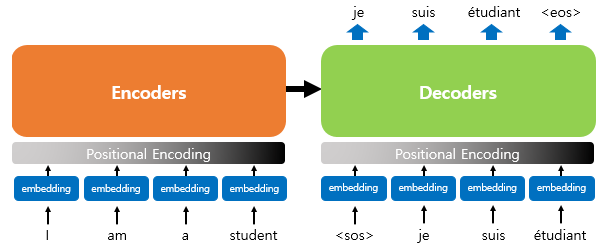 je suis étudiant <eos>
Encoders Decoders
Positional Encoding Positional Encoding
embedding embedding embedding embedding embedding embedding embedding embedding
I am a student <sos> je suis étudiant